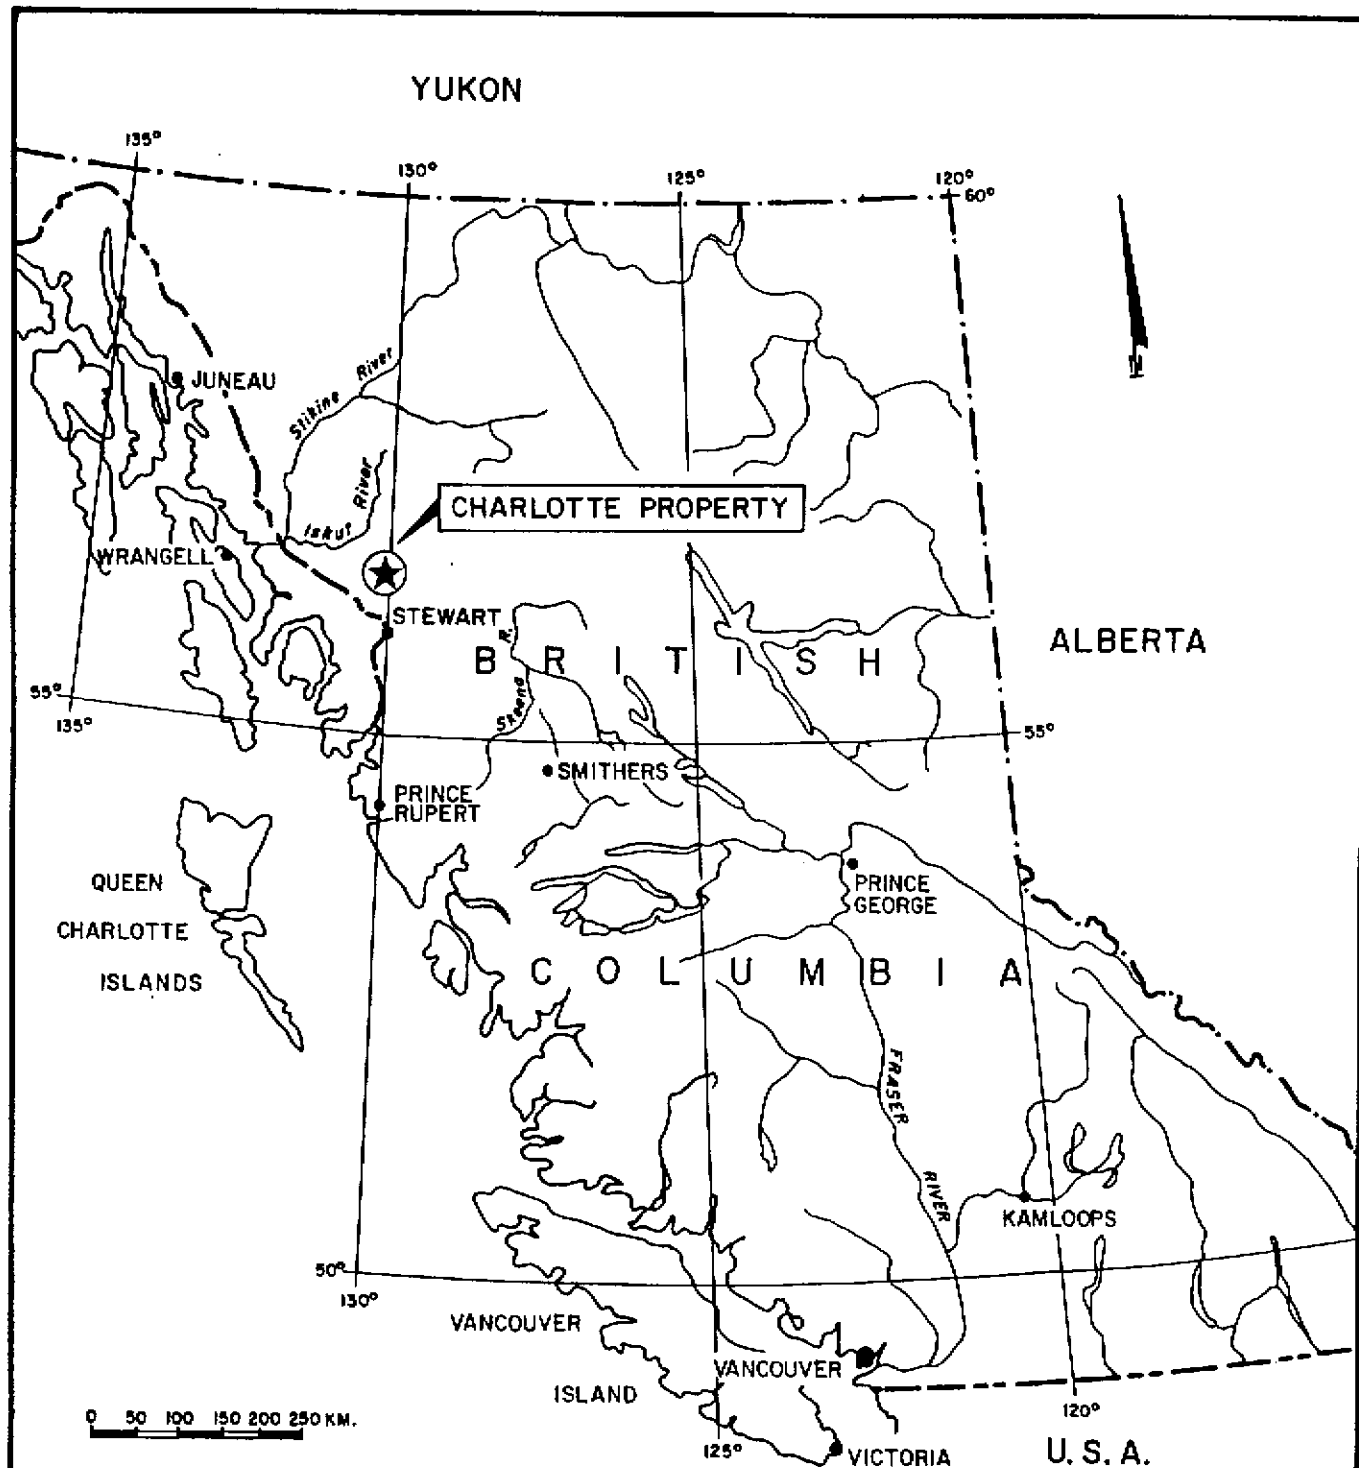 YUKON
135°
130°
125°
120°
60°
JUNEAU
Stikine River
Iskut River
CHARLOTTE PROPERTY
WRANGELL
STEWART
BRITISH
ALBERTA
R.
Skeena
55°
135°
55°
SMITHERS
PRINCE
RUPERT
PRINCE
GEORGE
QUEEN
CHARLOTTE
ISLANDS
COLUMBIA
FRASER
RIVER
KAMLOOPS
50°
130°
VANCOUVER
ISLAND
VANCOUVER
120°
0 50 100 150 200 250 KM.
125°
VICTORIA
U.S.A.